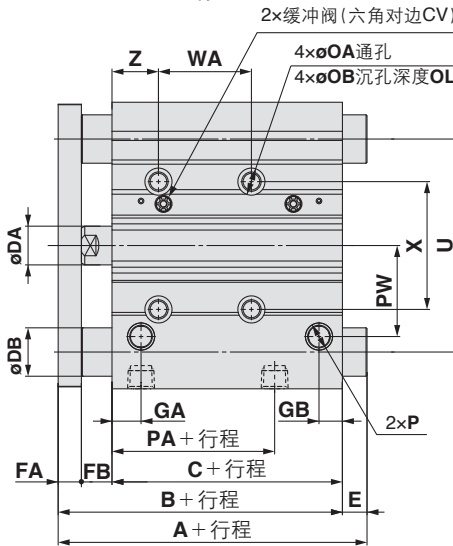 2×缓冲阀(六角对边CV)
Z
WA
4×øOA通孔
4×øOB沉孔深度OL
øDA
PW
X
U
øDB
GA
GB
2×P
PA+行程
FA
FB
C+行程
B+行程
E
A+行程